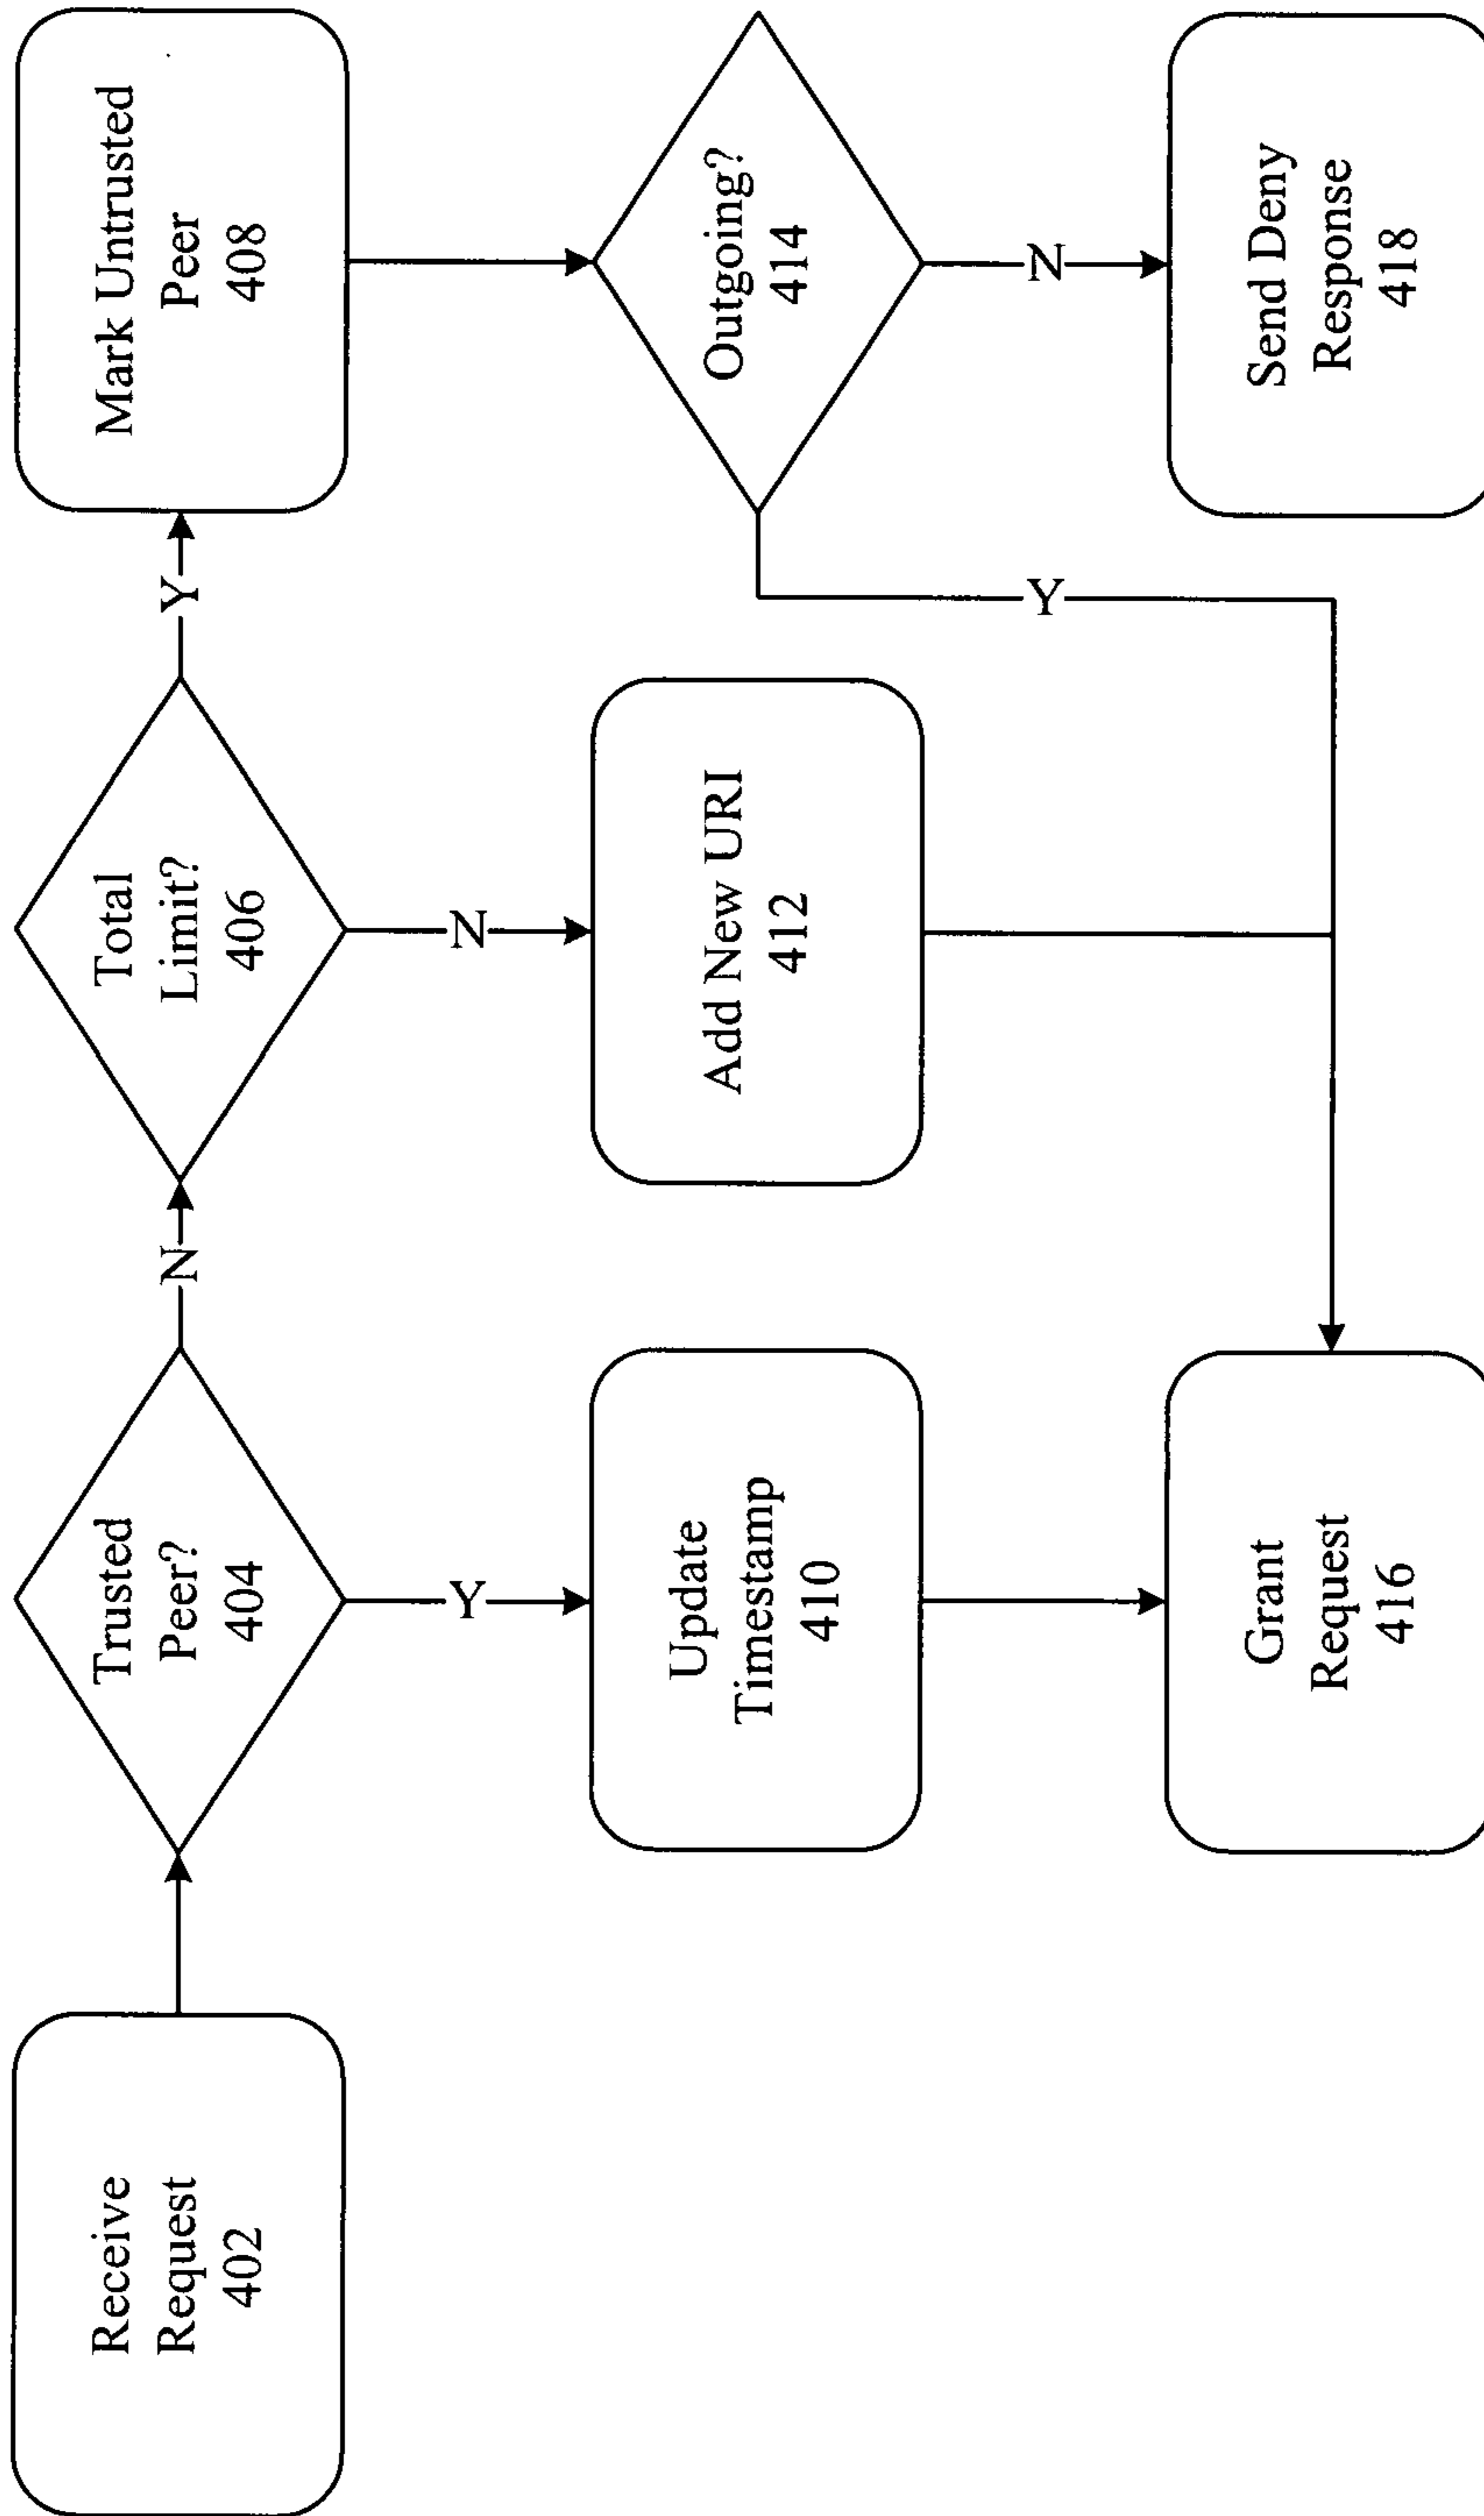 Receive
Request
402
Trusted
Peer?
404
N
Total
Limit?
406
Y
Mark Untrusted
Peer
408
Y
N
Update
Timestamp
410
Add New URI
412
Outgoing?
414
Y
N
Grant
Request
416
Send Deny
Response
418